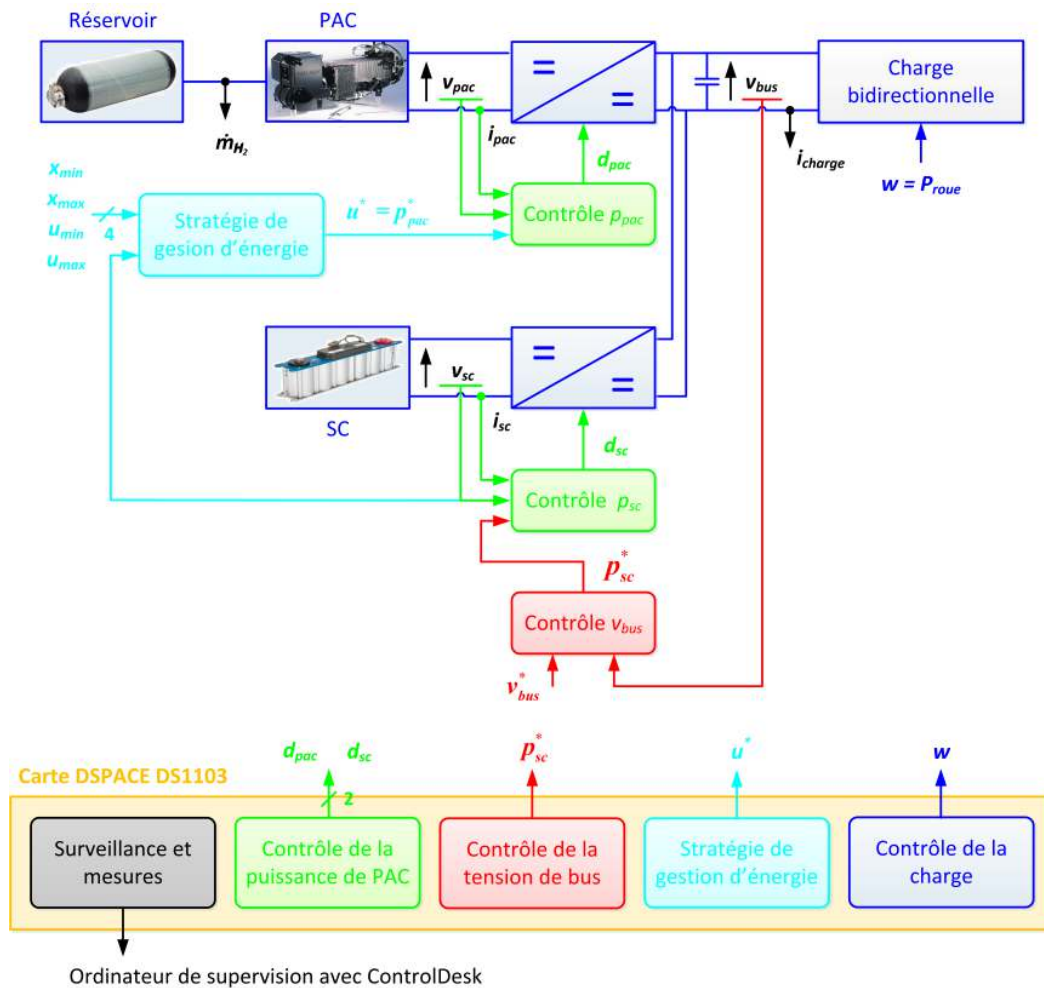 Réservoir
PAC
v_pac
i_pac
ṁ_H₂
d_pac
Contrôle p_pac
v_bus
i_charge
Charge
bidirectionnelle
w = P_roue
x_min
x_max
u_min
u_max
4
Stratégie de
gesion d'énergie
u* = p*_pac
SC
v_sc
i_sc
d_sc
Contrôle p_sc
p*_sc
Contrôle v_bus
v*_bus
Carte DSPACE DS1103
d_pac d_sc
2
p*_sc
u*
w
Surveillance et
mesures
Contrôle de la
puissance de PAC
Contrôle de la
tension de bus
Stratégie de
gestion d'énergie
Contrôle de la
charge
Ordinateur de supervision avec ControlDesk